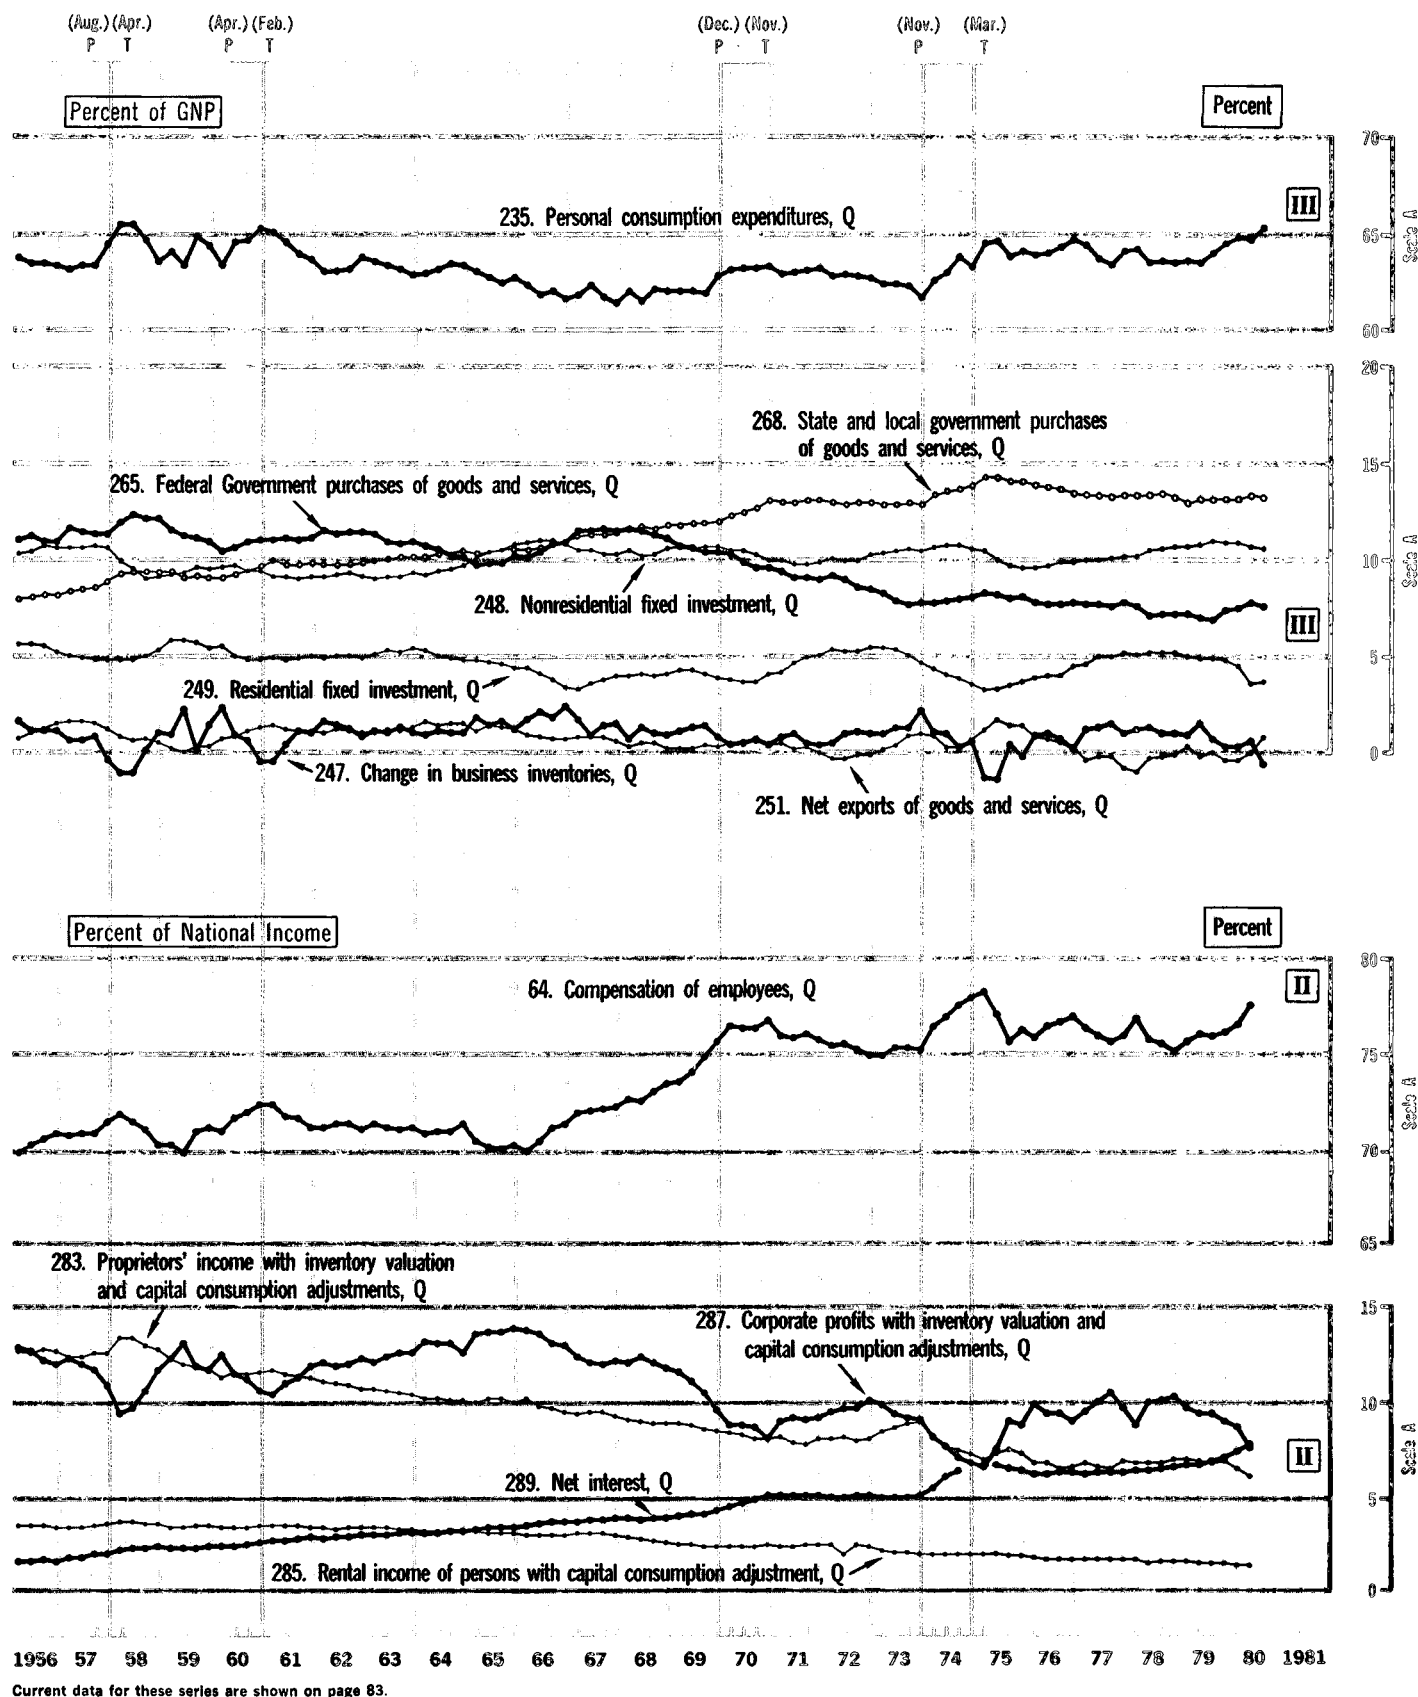 (Aug.) (Apr.) (Apr.) (Feb.) (Dec.) (Nov.) (Nov.) (Mar.)
P T P T P T P T
Percent of GNP
Percent
70
235. Personal consumption expenditures, Q
III
65
Scale A
60
20
268. State and local government purchases
of goods and services, Q
15
265. Federal Government purchases of goods and services, Q
10
Scale A
248. Nonresidential fixed investment, Q
III
5
249. Residential fixed investment, Q
0
247. Change in business inventories, Q
251. Net exports of goods and services, Q
Percent of National Income
Percent
80
64. Compensation of employees, Q
II
75
Scale A
70
65
283. Proprietors' income with inventory valuation
and capital consumption adjustments, Q
15
287. Corporate profits with inventory valuation and
capital consumption adjustments, Q
10
II
Scale A
289. Net interest, Q
5
285. Rental income of persons with capital consumption adjustment, Q
0
1956 57 58 59 60 61 62 63 64 65 66 67 68 69 70 71 72 73 74 75 76 77 78 79 80 1981
Current data for these series are shown on page 83.